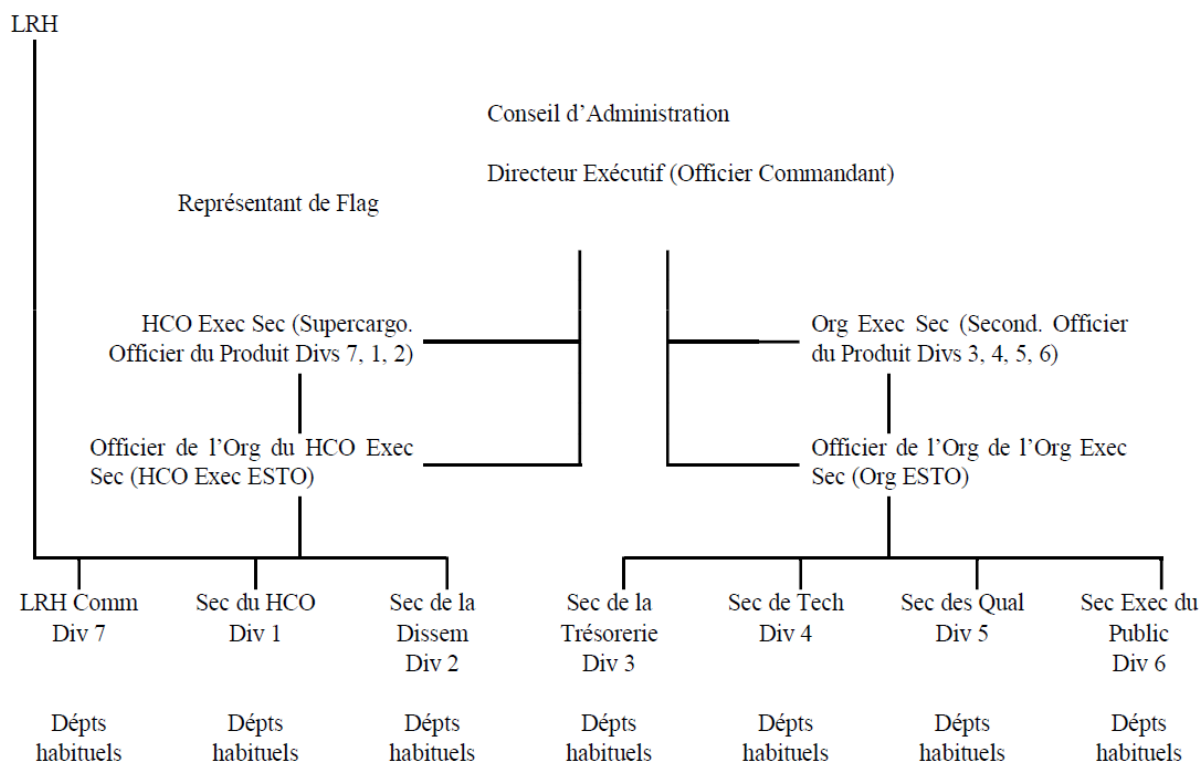 LRH
Conseil d’Administration
Directeur Exécutif (Officier Commandant)
Représentant de Flag
HCO Exec Sec (Supercargo.
Officier du Produit Divs 7, 1, 2)
Org Exec Sec (Second. Officier
du Produit Divs 3, 4, 5, 6)
Officier de l’Org du HCO Exec
Sec (HCO Exec ESTO)
Officier de l’Org de l’Org Exec
Sec (Org ESTO)
LRH Comm
Div 7
Sec du HCO
Div 1
Sec de la
Dissem
Div 2
Sec de la
Trésorerie
Div 3
Sec de Tech
Div 4
Sec des Qual
Div 5
Sec Exec du
Public
Div 6
Dépts
habituels
Dépts
habituels
Dépts
habituels
Dépts
habituels
Dépts
habituels
Dépts
habituels
Dépts
habituels